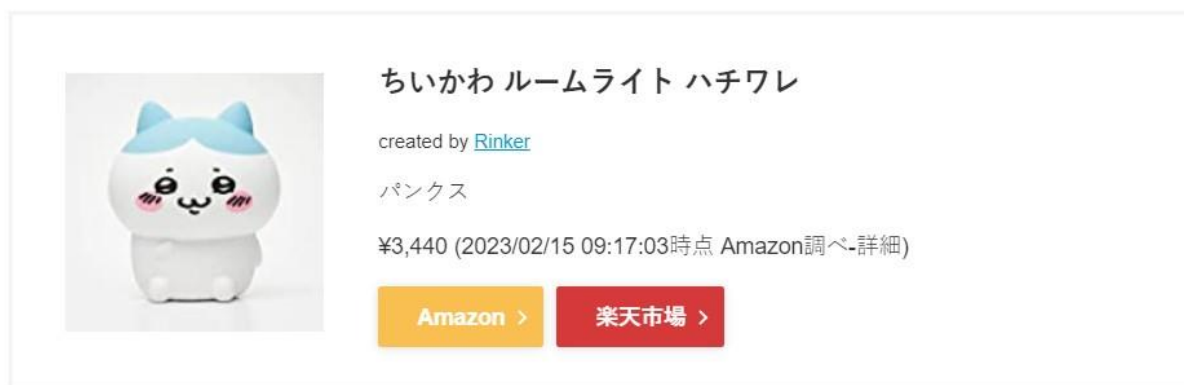 ちいかわ ルームライト ハチワレ
created by Rinker
パンクス
¥3,440 (2023/02/15 09:17:03時点 Amazon調べ-詳細)
Amazon >
楽天市場 >